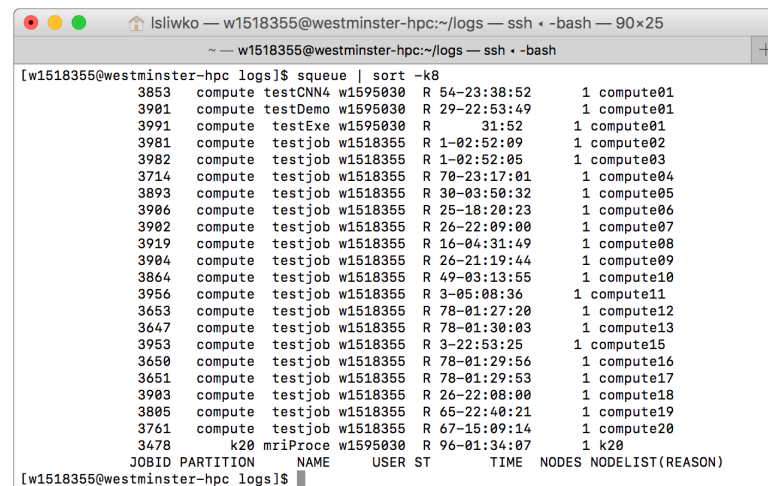 lsliwko — w1518355@westminster-hpc:~/logs — ssh ◂ -bash — 90×25
~ — w1518355@westminster-hpc:~/logs — ssh ◂ -bash +
[w1518355@westminster-hpc logs]$ squeue | sort -k8
3853 compute testCNN4 w1595030 R 54-23:38:52 1 compute01
3901 compute testDemo w1595030 R 29-22:53:49 1 compute01
3991 compute testExe w1595030 R 31:52 1 compute01
3981 compute testjob w1518355 R 1-02:52:09 1 compute02
3982 compute testjob w1518355 R 1-02:52:05 1 compute03
3714 compute testjob w1518355 R 70-23:17:01 1 compute04
3893 compute testjob w1518355 R 30-03:50:32 1 compute05
3906 compute testjob w1518355 R 25-18:20:23 1 compute06
3902 compute testjob w1518355 R 26-22:09:00 1 compute07
3919 compute testjob w1518355 R 16-04:31:49 1 compute08
3904 compute testjob w1518355 R 26-21:19:44 1 compute09
3864 compute testjob w1518355 R 49-03:13:55 1 compute10
3956 compute testjob w1518355 R 3-05:08:36 1 compute11
3653 compute testjob w1518355 R 78-01:27:20 1 compute12
3647 compute testjob w1518355 R 78-01:30:03 1 compute13
3953 compute testjob w1518355 R 3-22:53:25 1 compute15
3650 compute testjob w1518355 R 78-01:29:56 1 compute16
3651 compute testjob w1518355 R 78-01:29:53 1 compute17
3903 compute testjob w1518355 R 26-22:08:00 1 compute18
3805 compute testjob w1518355 R 65-22:40:21 1 compute19
3761 compute testjob w1518355 R 67-15:09:14 1 compute20
3478 k20 mriProce w1595030 R 96-01:34:07 1 k20
JOBID PARTITION NAME USER ST TIME NODES NODELIST(REASON)
[w1518355@westminster-hpc logs]$